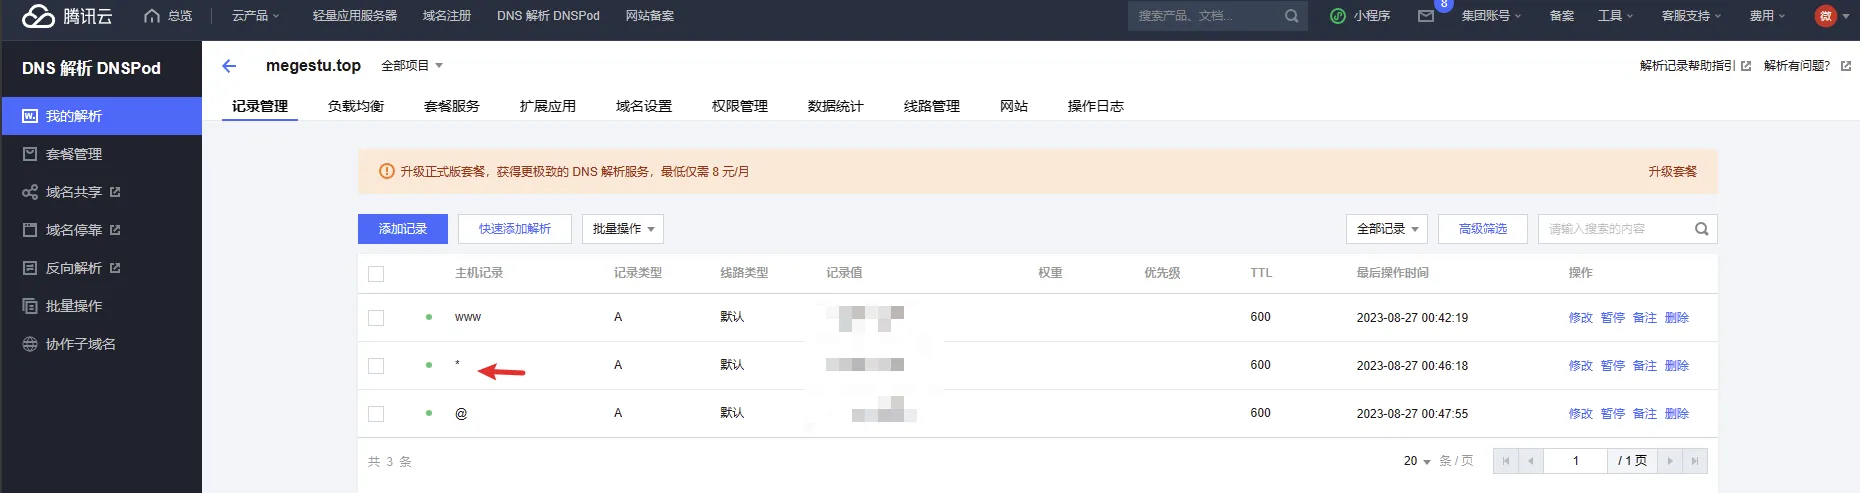 腾讯云 总览 云产品 轻量应用服务器 域名注册 DNS 解析 DNSPod 网站备案 搜索产品、文档... 小程序 8 集团账号 备案 工具 客服支持 费用 微
DNS 解析 DNSPod
我的解析
套餐管理
域名共享
域名停靠
反向解析
批量操作
协作子域名
megestu.top 全部项目 解析记录帮助指引 解析有问题?
记录管理 负载均衡 套餐服务 扩展应用 域名设置 权限管理 数据统计 线路管理 网站 操作日志
升级正式版套餐，获得更极致的 DNS 解析服务，最低仅需 8 元/月 升级套餐
添加记录 快速添加解析 批量操作 全部记录 高级筛选 请输入搜索的内容
主机记录 记录类型 线路类型 记录值 权重 优先级 TTL 最后操作时间 操作
www A 默认 600 2023-08-27 00:42:19 修改 暂停 备注 删除
* A 默认 600 2023-08-27 00:46:18 修改 暂停 备注 删除
@ A 默认 600 2023-08-27 00:47:55 修改 暂停 备注 删除
共 3 条 20 条 / 页 1 / 1 页